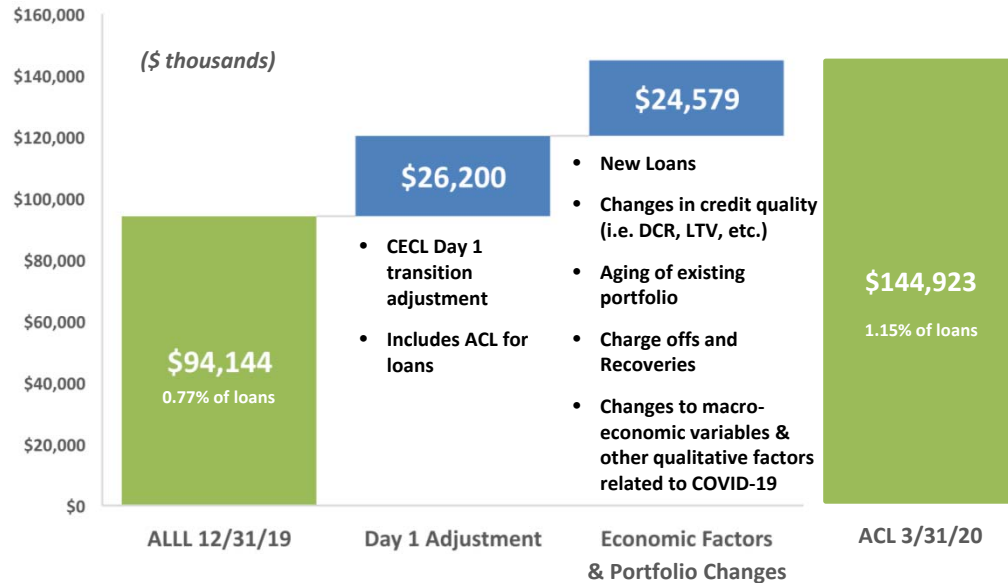 $160,000
$140,000
$120,000
$100,000
$80,000
$60,000
$40,000
$20,000
$0
($ thousands)
$94,144
0.77% of loans
$26,200
• CECL Day 1
transition
adjustment
• Includes ACL for
loans
$24,579
• New Loans
• Changes in credit quality
(i.e. DCR, LTV, etc.)
• Aging of existing
portfolio
• Charge offs and
Recoveries
• Changes to macro-
economic variables &
other qualitative factors
related to COVID-19
$144,923
1.15% of loans
ALLL 12/31/19
Day 1 Adjustment
Economic Factors
& Portfolio Changes
ACL 3/31/20